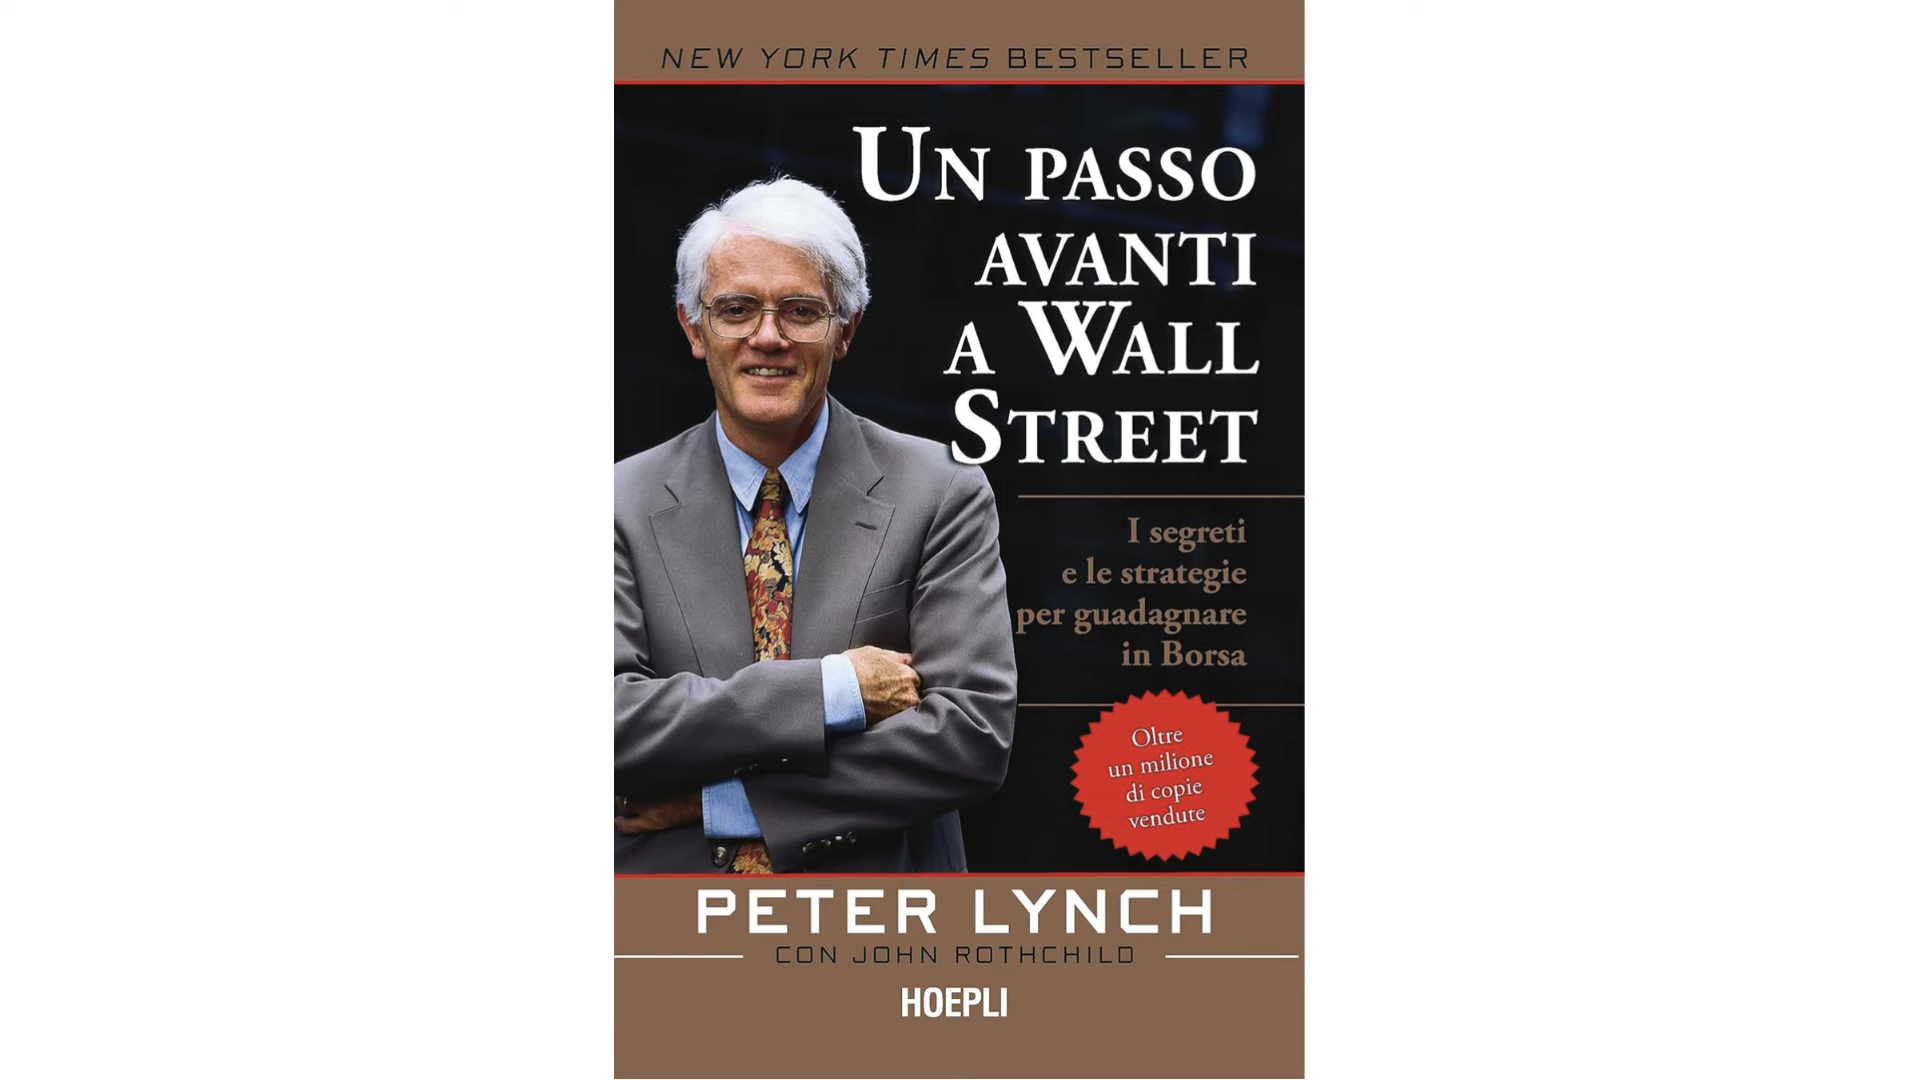 NEW YORK TIMES BESTSELLER
UN PASSO
AVANTI
A WALL
STREET
I segreti
e le strategie
per guadagnare
in Borsa
Oltre
un milione
di copie
vendute
PETER LYNCH
CON JOHN ROTHCHILD
HOEPLI